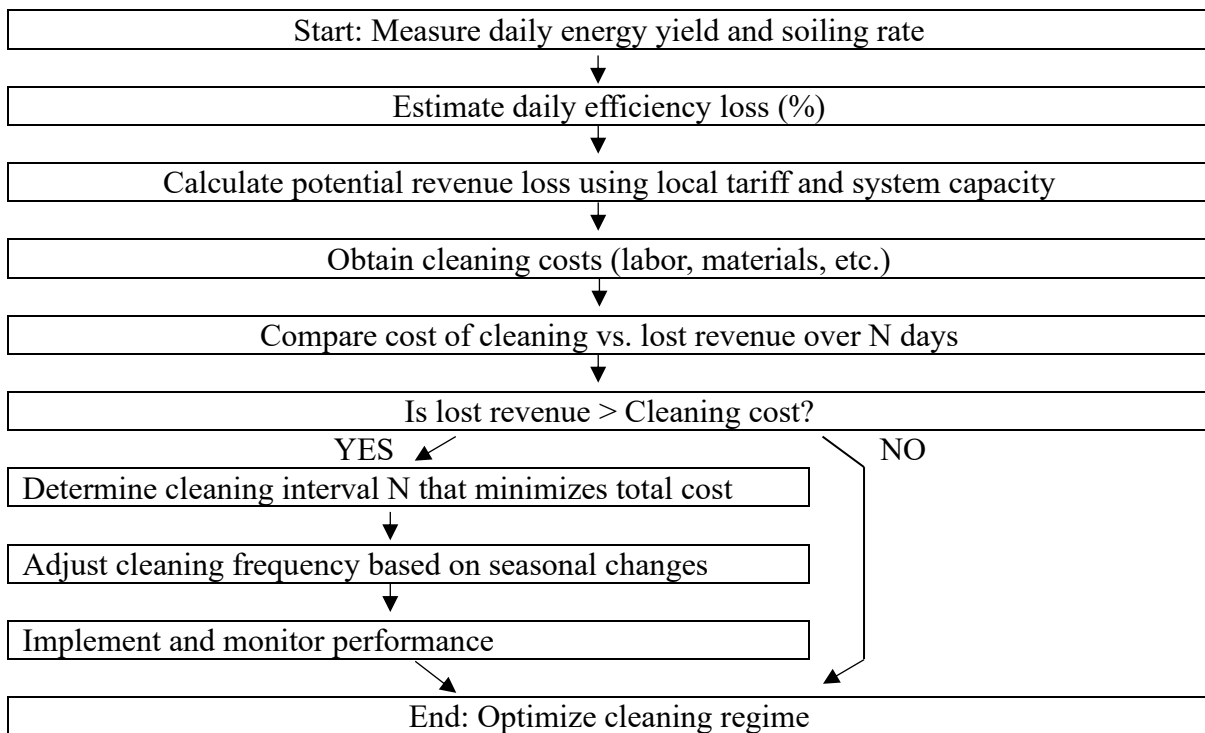 Start: Measure daily energy yield and soiling rate
Estimate daily efficiency loss (%)
Calculate potential revenue loss using local tariff and system capacity
Obtain cleaning costs (labor, materials, etc.)
Compare cost of cleaning vs. lost revenue over N days
Is lost revenue > Cleaning cost?
YES
NO
Determine cleaning interval N that minimizes total cost
Adjust cleaning frequency based on seasonal changes
Implement and monitor performance
End: Optimize cleaning regime